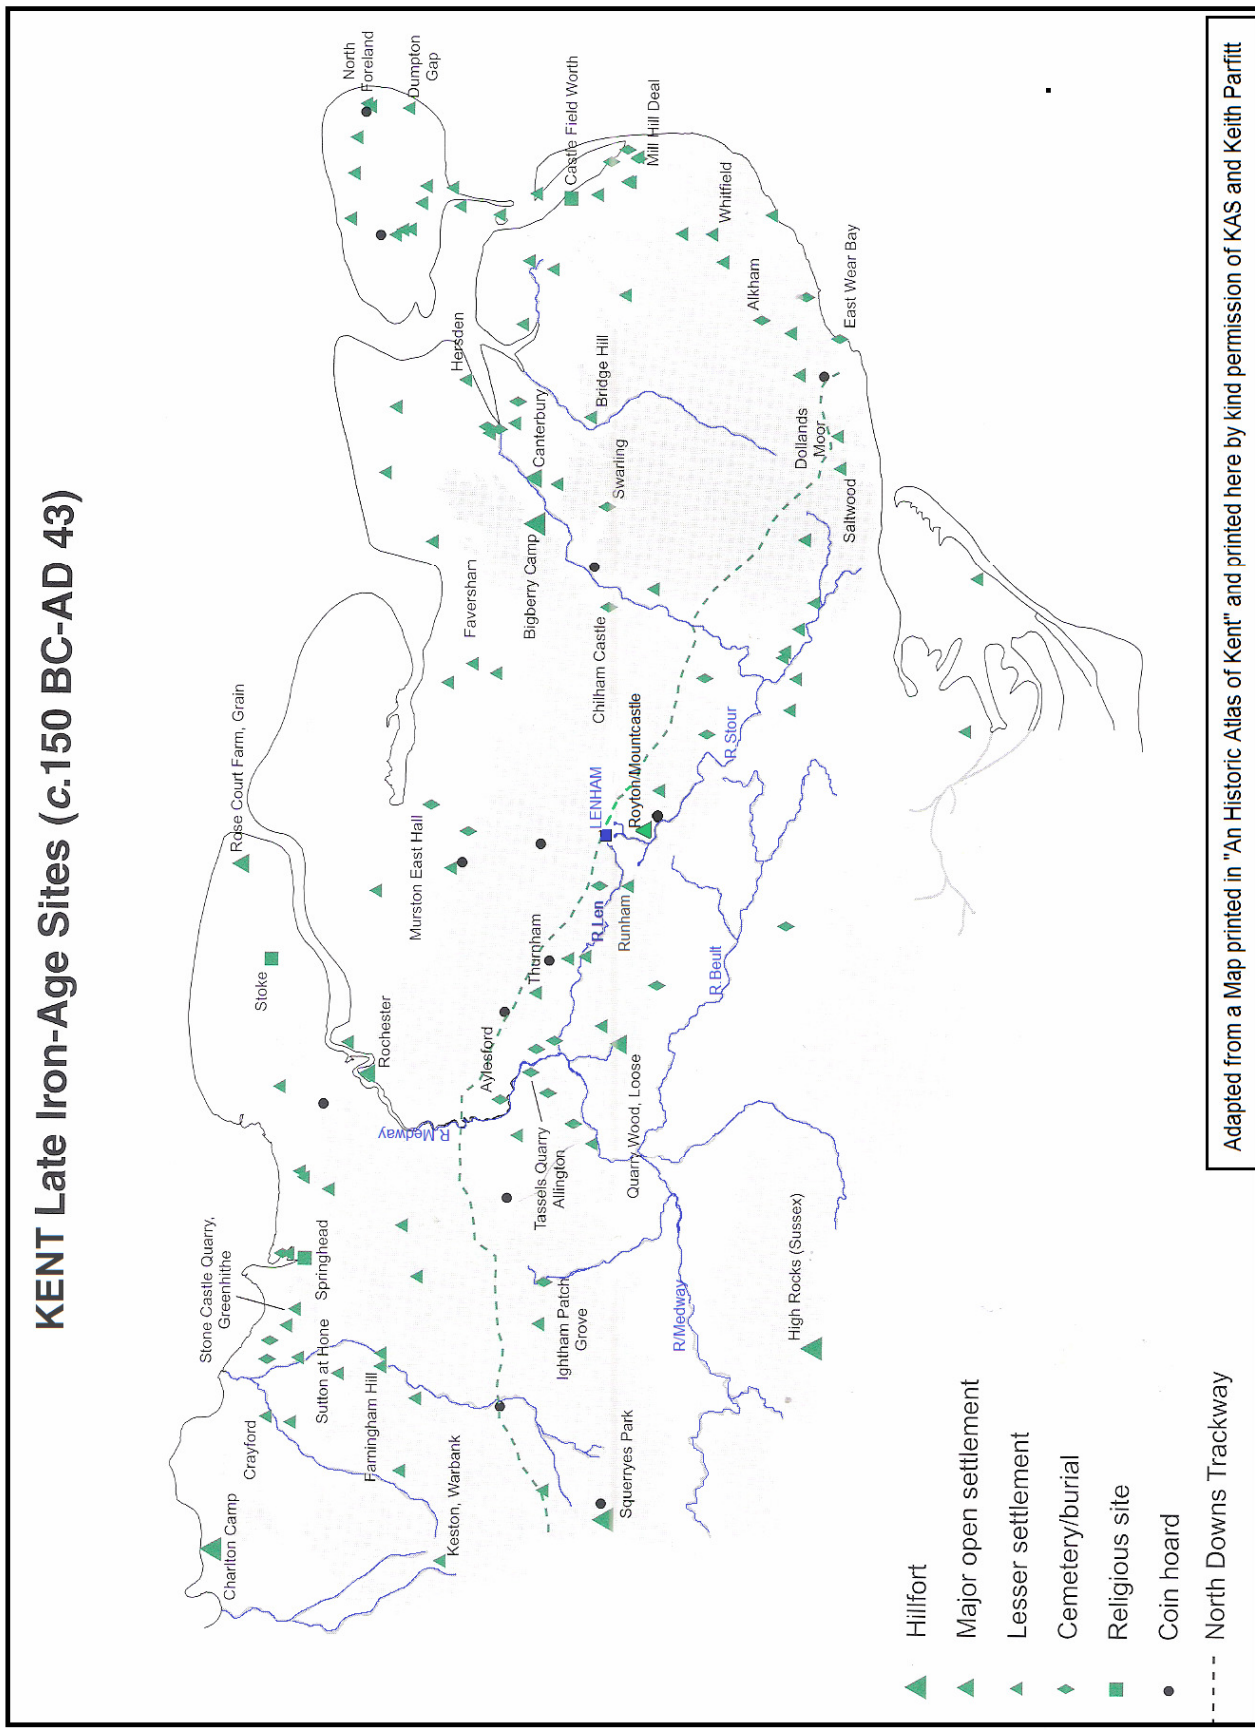 KENT Late Iron-Age Sites (c.150 BC-AD 43)
North
Foreland
Dumpton
Gap
Castle Field Worth
Mill Hill Deal
Whitfield
East Wear Bay
Alkham
Hersden
Bridge Hill
Canterbury
Swarling
Dollands
Moor
Saltwood
Bigberry Camp
Faversham
Chilham Castle
Royton/Mountcastle
R.Stour
LENHAM
Rose Court Farm, Grain
Murston East Hall
R.Len
Runham
Thurnham
R.Beult
Stoke
Rochester
Aylesford
R.Medway
Quarry Wood, Loose
Tassels Quarry
Allington
Stone Castle Quarry,
Greenhithe
Springhead
Sutton at Hone
Ightham Patch
Grove
R/Medway
High Rocks (Sussex)
Farningham Hill
Crayford
Charlton Camp
Keston, Warbank
Squerryes Park
Hillfort
Major open settlement
Lesser settlement
Cemetery/burial
Religious site
Coin hoard
North Downs Trackway
Adapted from a Map printed in "An Historic Atlas of Kent" and printed here by kind permission of KAS and Keith Parfitt